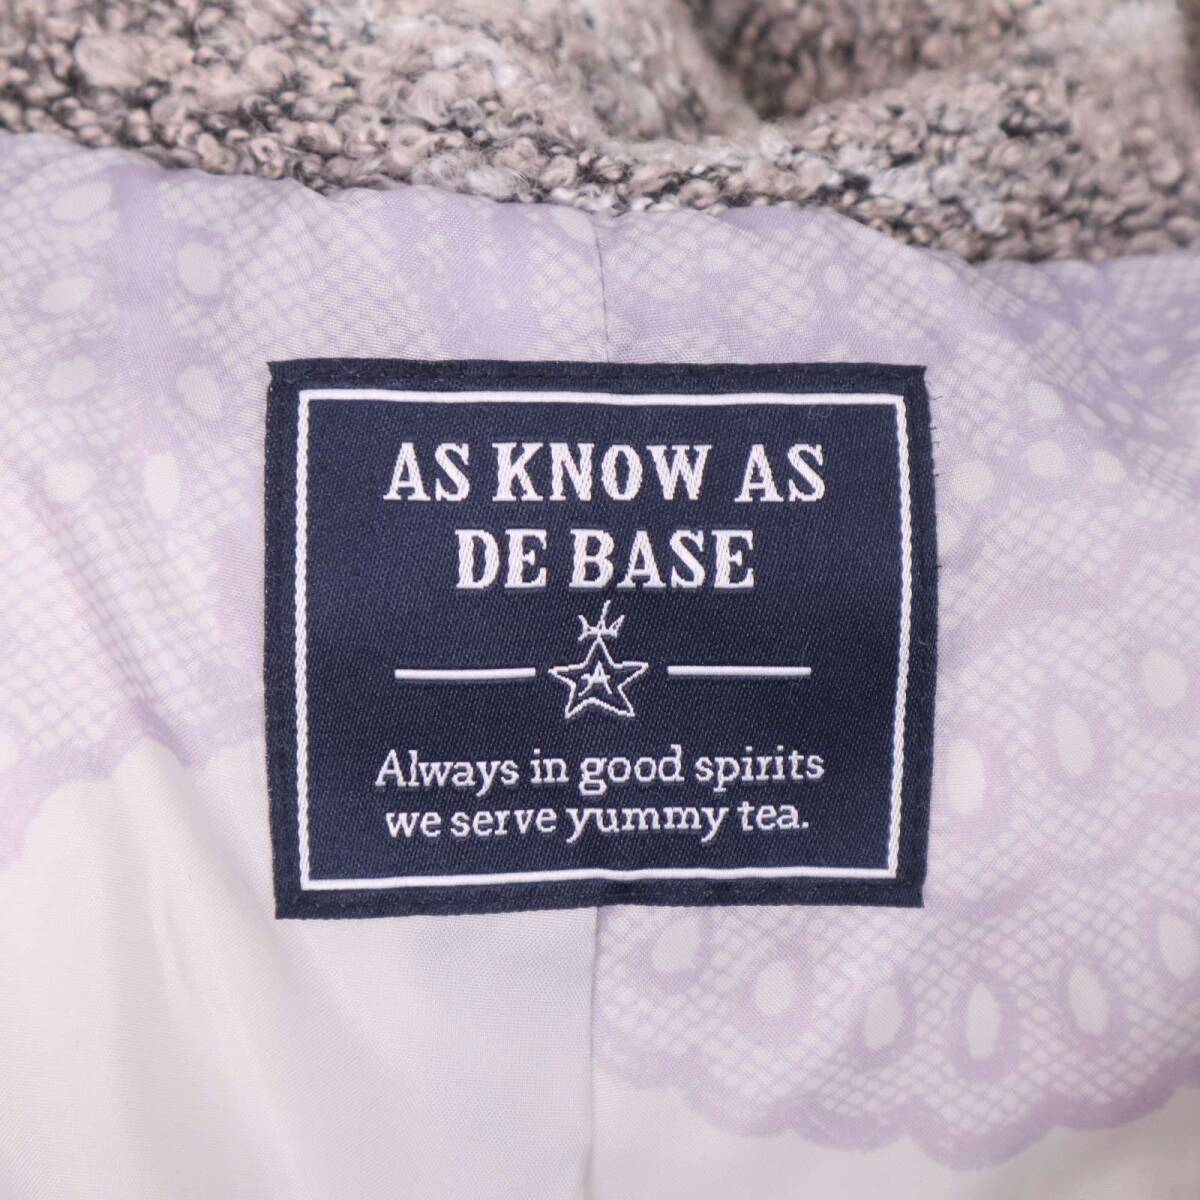 AS KNOW AS
DE BASE
A
Always in good spirits
we serve yummy tea.